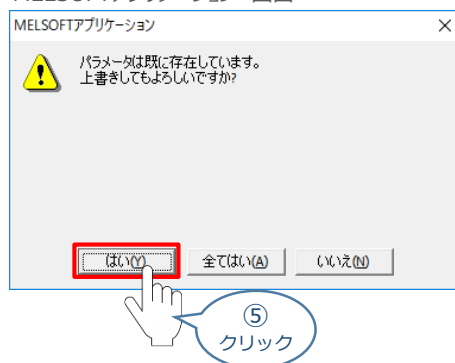 MELSOFTアプリケーション
パラメータは既に存在しています。
上書きしてもよろしいですか?
はい(Y)
全てはい(A)
いいえ(N)
⑤
クリック